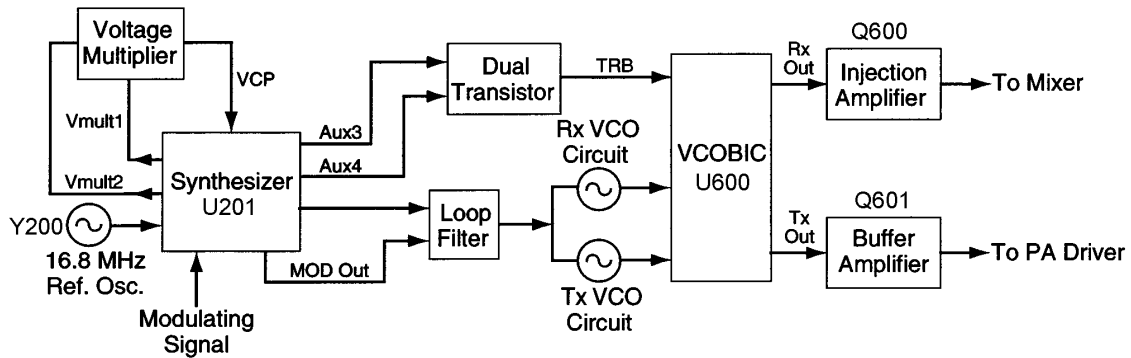 Voltage
Multiplier
VCP
Vmult1
Vmult2
Y200
16.8 MHz
Ref. Osc.
Synthesizer
U201
Modulating
Signal
Aux3
Aux4
MOD Out
Dual
Transistor
TRB
Loop
Filter
Rx VCO
Circuit
Tx VCO
Circuit
VCOBIC
U600
Rx
Out
Q600
Injection
Amplifier
To Mixer
Tx
Out
Q601
Buffer
Amplifier
To PA Driver